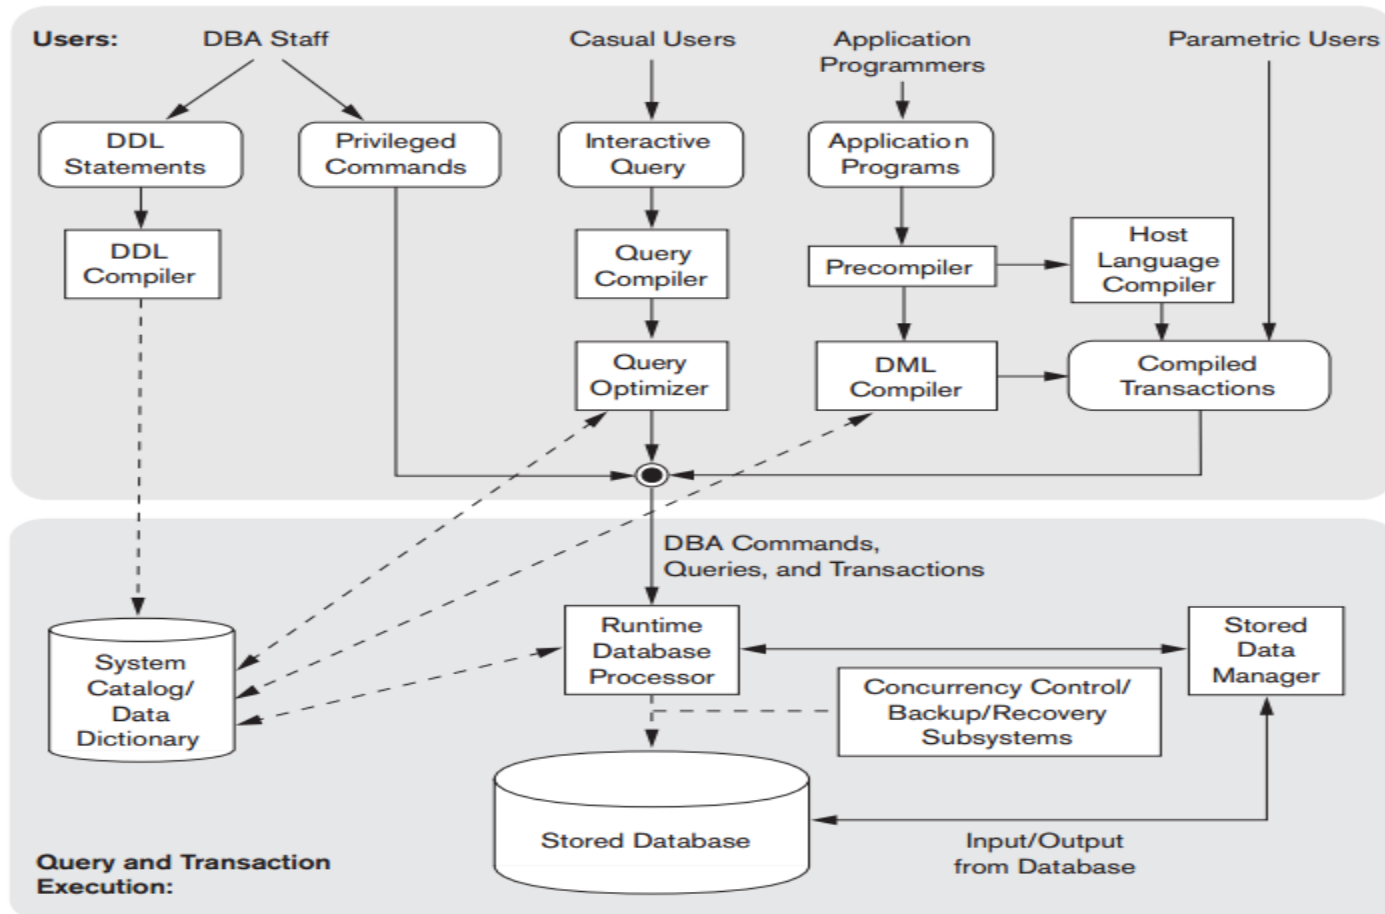 Users:
DBA Staff
Casual Users
Application
Programmers
Parametric Users
DDL
Statements
Privileged
Commands
Interactive
Query
Application
Programs
DDL
Compiler
Query
Compiler
Precompiler
Host
Language
Compiler
Query
Optimizer
DML
Compiler
Compiled
Transactions
DBA Commands,
Queries, and Transactions
System
Catalog/
Data
Dictionary
Runtime
Database
Processor
Stored
Data
Manager
Concurrency Control/
Backup/Recovery
Subsystems
Stored Database
Input/Output
from Database
Query and Transaction
Execution: